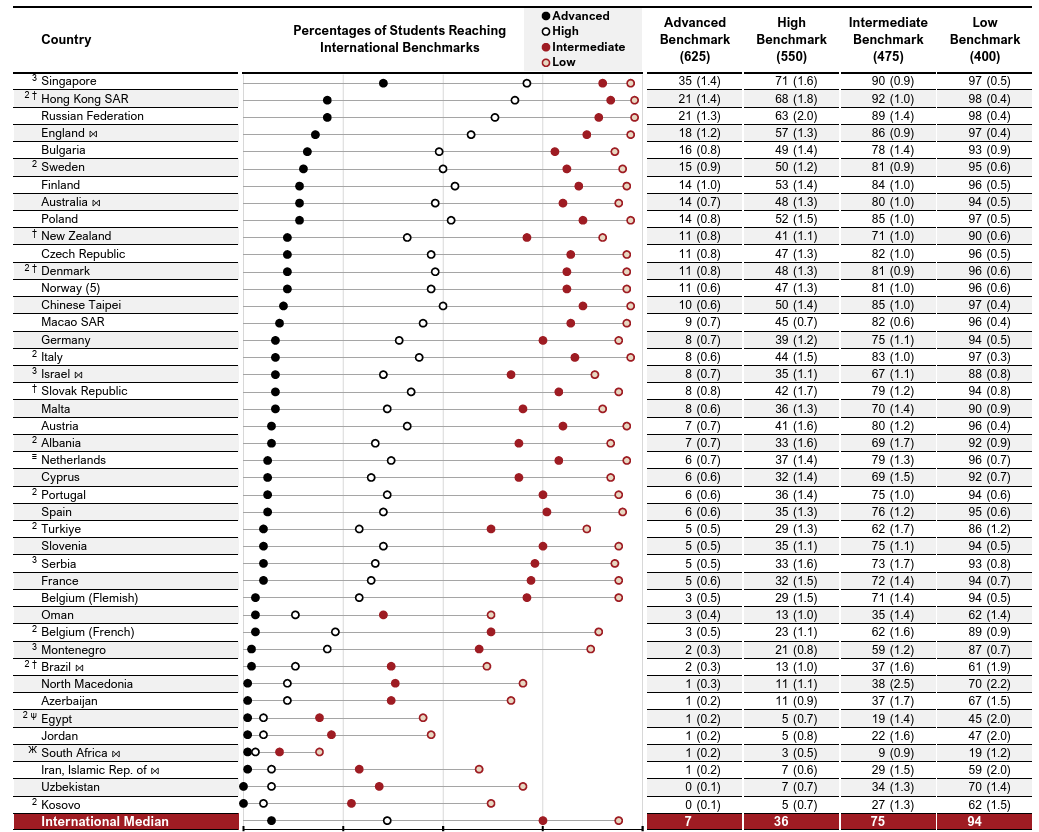 Country
Percentages of Students Reaching
International Benchmarks
Advanced
High
Intermediate
Low
Advanced
Benchmark
(625)
High
Benchmark
(550)
Intermediate
Benchmark
(475)
Low
Benchmark
(400)
3 Singapore 35 (1.4) 71 (1.6) 90 (0.9) 97 (0.5)
2 † Hong Kong SAR 21 (1.4) 68 (1.8) 92 (1.0) 98 (0.4)
Russian Federation 21 (1.3) 63 (2.0) 89 (1.4) 98 (0.4)
England ⋈ 18 (1.2) 57 (1.3) 86 (0.9) 97 (0.4)
Bulgaria 16 (0.8) 49 (1.4) 78 (1.4) 93 (0.9)
2 Sweden 15 (0.9) 50 (1.2) 81 (0.9) 95 (0.6)
Finland 14 (1.0) 53 (1.4) 84 (1.0) 96 (0.5)
Australia ⋈ 14 (0.7) 48 (1.3) 80 (1.0) 94 (0.5)
Poland 14 (0.8) 52 (1.5) 85 (1.0) 97 (0.5)
† New Zealand 11 (0.8) 41 (1.1) 71 (1.0) 90 (0.6)
Czech Republic 11 (0.8) 47 (1.3) 82 (1.0) 96 (0.5)
2 † Denmark 11 (0.8) 48 (1.3) 81 (0.9) 96 (0.6)
Norway (5) 11 (0.6) 47 (1.3) 81 (1.0) 96 (0.6)
Chinese Taipei 10 (0.6) 50 (1.4) 85 (1.0) 97 (0.4)
Macao SAR 9 (0.7) 45 (0.7) 82 (0.6) 96 (0.4)
Germany 8 (0.7) 39 (1.2) 75 (1.1) 94 (0.5)
2 Italy 8 (0.6) 44 (1.5) 83 (1.0) 97 (0.3)
3 Israel ⋈ 8 (0.7) 35 (1.1) 67 (1.1) 88 (0.8)
† Slovak Republic 8 (0.8) 42 (1.7) 79 (1.2) 94 (0.8)
Malta 8 (0.6) 36 (1.3) 70 (1.4) 90 (0.9)
Austria 7 (0.7) 41 (1.6) 80 (1.2) 96 (0.4)
2 Albania 7 (0.7) 33 (1.6) 69 (1.7) 92 (0.9)
≡ Netherlands 6 (0.7) 37 (1.4) 79 (1.3) 96 (0.7)
Cyprus 6 (0.6) 32 (1.4) 69 (1.5) 92 (0.7)
2 Portugal 6 (0.6) 36 (1.4) 75 (1.0) 94 (0.6)
Spain 6 (0.6) 35 (1.3) 76 (1.2) 95 (0.6)
2 Turkiye 5 (0.5) 29 (1.3) 62 (1.7) 86 (1.2)
Slovenia 5 (0.5) 35 (1.1) 75 (1.1) 94 (0.5)
3 Serbia 5 (0.5) 33 (1.6) 73 (1.7) 93 (0.8)
France 5 (0.6) 32 (1.5) 72 (1.4) 94 (0.7)
Belgium (Flemish) 3 (0.5) 29 (1.5) 71 (1.4) 94 (0.5)
Oman 3 (0.4) 13 (1.0) 35 (1.4) 62 (1.4)
2 Belgium (French) 3 (0.5) 23 (1.1) 62 (1.6) 89 (0.9)
3 Montenegro 2 (0.3) 21 (0.8) 59 (1.2) 87 (0.7)
2 † Brazil ⋈ 2 (0.3) 13 (1.0) 37 (1.6) 61 (1.9)
North Macedonia 1 (0.3) 11 (1.1) 38 (2.5) 70 (2.2)
Azerbaijan 1 (0.2) 11 (0.9) 37 (1.7) 67 (1.5)
2 ψ Egypt 1 (0.2) 5 (0.7) 19 (1.4) 45 (2.0)
Jordan 1 (0.2) 5 (0.8) 22 (1.6) 47 (2.0)
Ж South Africa ⋈ 1 (0.2) 3 (0.5) 9 (0.9) 19 (1.2)
Iran, Islamic Rep. of ⋈ 1 (0.2) 7 (0.6) 29 (1.5) 59 (2.0)
Uzbekistan 0 (0.1) 7 (0.7) 34 (1.3) 70 (1.4)
2 Kosovo 0 (0.1) 5 (0.7) 27 (1.3) 62 (1.5)
International Median 7 36 75 94